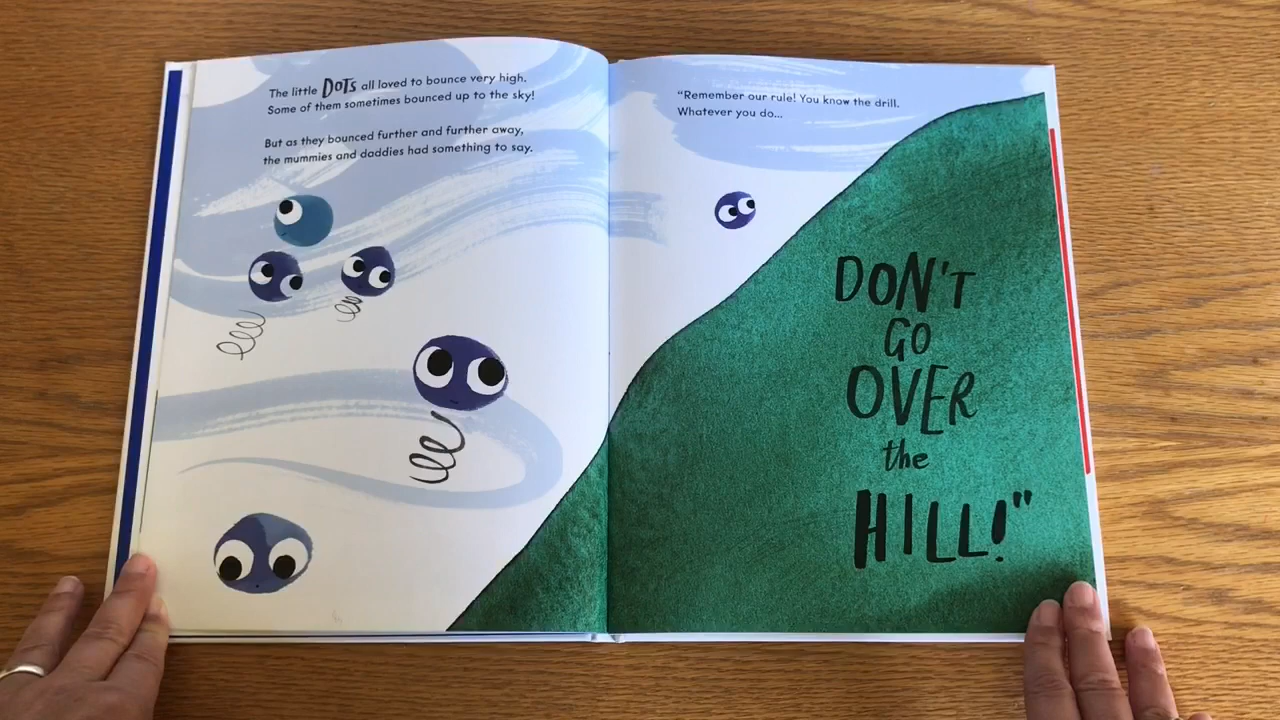 The little DOTS all loved to bounce very high.
Some of them sometimes bounced up to the sky!
But as they bounced further and further away,
the mummies and daddies had something to say.
“Remember our rule! You know the drill.
Whatever you do...
DON'T
GO
OVER
the
HILL!"